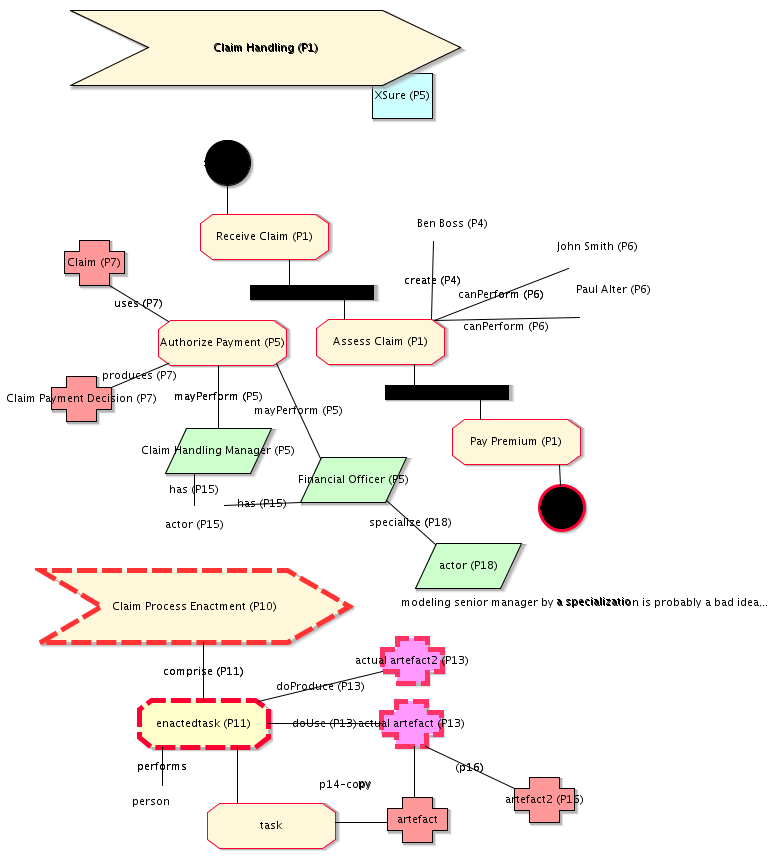 Claim Handling (P1)
XSure (P5)
Ben Boss (P4)
Receive Claim (P1)
John Smith (P6)
Claim (P7)
create (P4)
Paul Alter (P6)
canPerform (P6)
uses (P7)
canPerform (P6)
Authorize Payment (P5)
Assess Claim (P1)
produces (P7)
Claim Payment Decision (P7)
mayPerform (P5)
mayPerform (P5)
Pay Premium (P1)
Claim Handling Manager (P5)
Financial Officer (P5)
has (P15)
has (P15)
actor (P15)
specialize (P18)
actor (P18)
modeling senior manager by a specialization is probably a bad idea...
Claim Process Enactment (P10)
comprise (P11)
actual artefact2 (P13)
doProduce (P13)
enactedtask (P11)
doUse (P13)
actual artefact (P13)
performs
(p16)
p14-copy
person
artefact2 (P16)
task
artefact